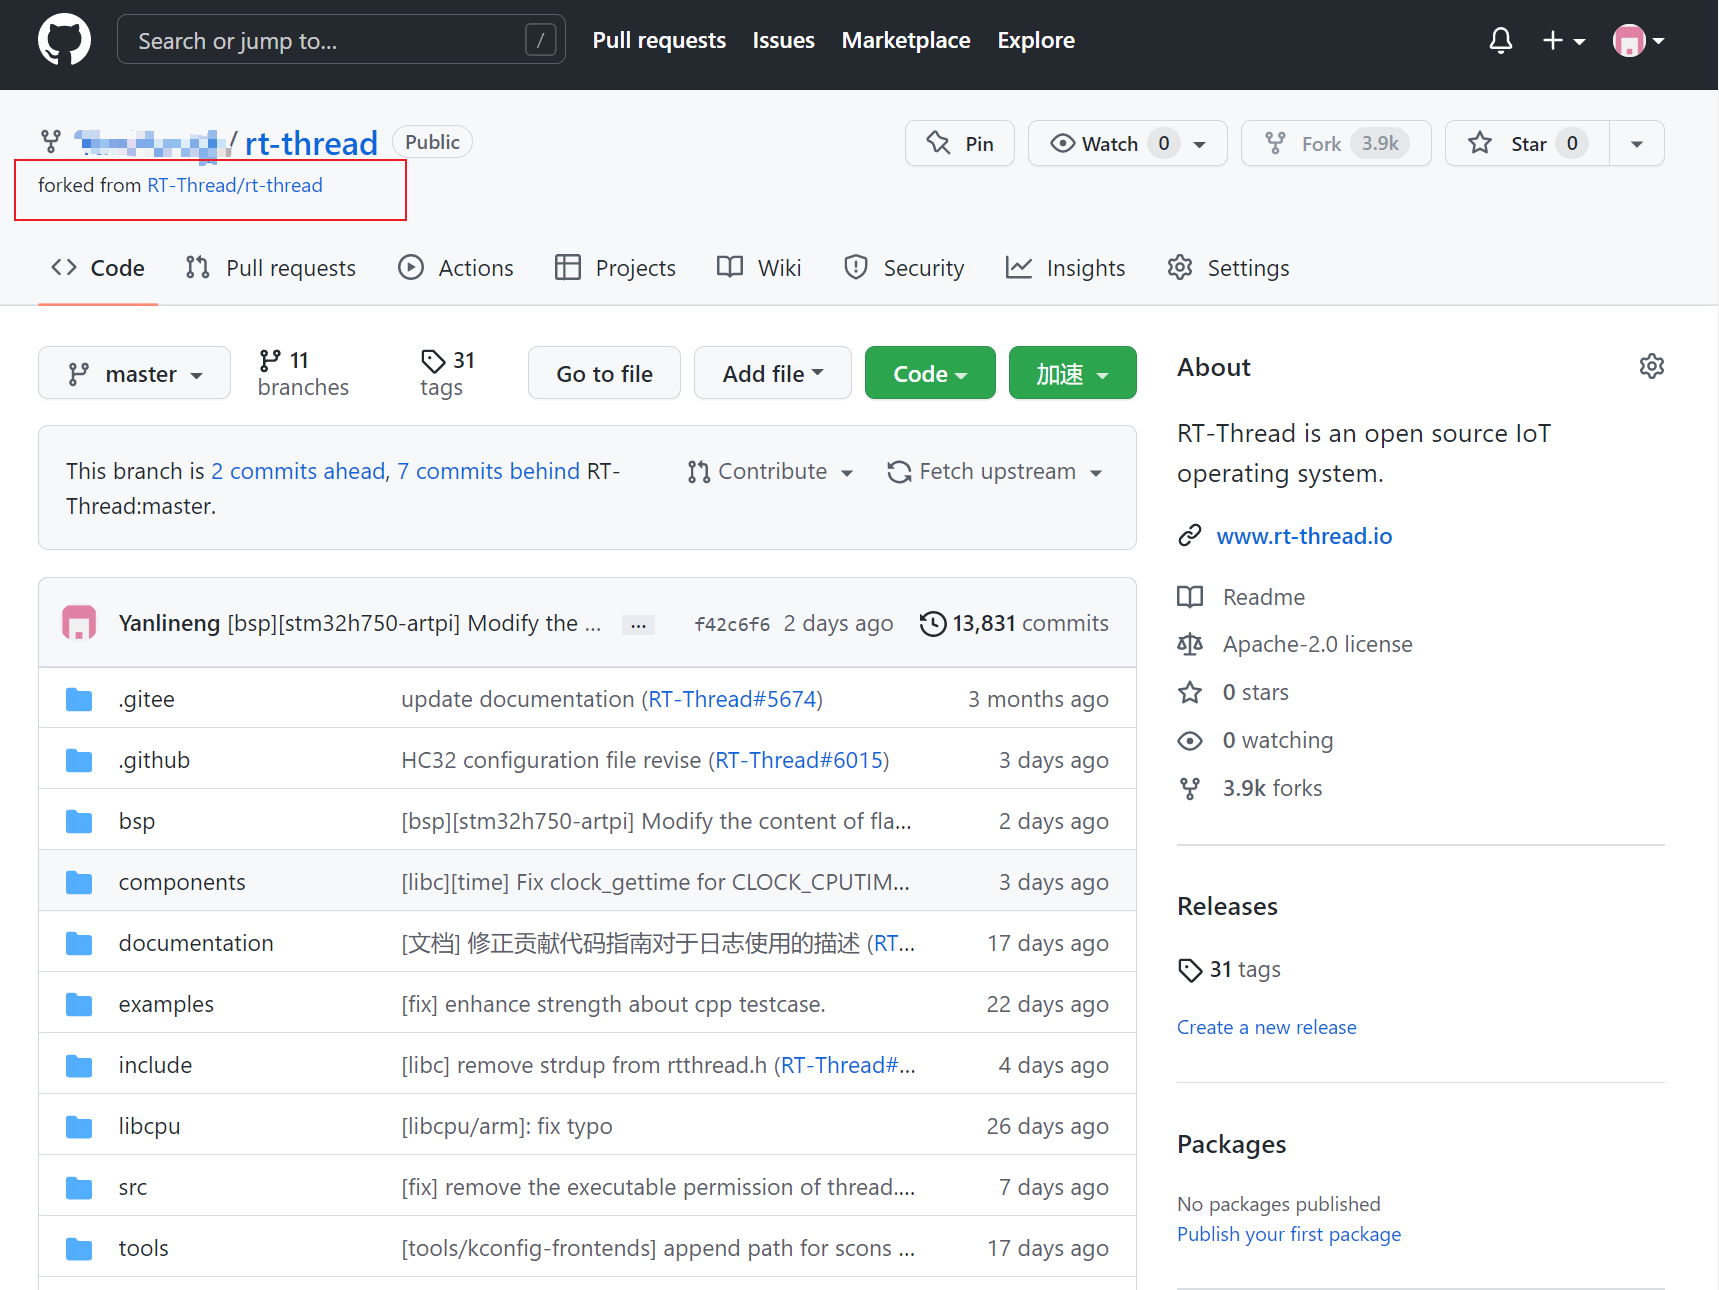 Search or jump to... /
Pull requests Issues Marketplace Explore
/ rt-thread Public
Pin Watch 0 Fork 3.9k Star 0
forked from RT-Thread/rt-thread
Code Pull requests Actions Projects Wiki Security Insights Settings
master 11 branches 31 tags Go to file Add file Code 加速
This branch is 2 commits ahead, 7 commits behind RT-
Thread:master.
Contribute Fetch upstream
Yanlineng [bsp][stm32h750-artpi] Modify the ... ... f42c6f6 2 days ago 13,831 commits
.gitee update documentation (RT-Thread#5674) 3 months ago
.github HC32 configuration file revise (RT-Thread#6015) 3 days ago
bsp [bsp][stm32h750-artpi] Modify the content of fla... 2 days ago
components [libc][time] Fix clock_gettime for CLOCK_CPUTIM... 3 days ago
documentation [文档] 修正贡献代码指南对于日志使用的描述 (RT... 17 days ago
examples [fix] enhance strength about cpp testcase. 22 days ago
include [libc] remove strdup from rtthread.h (RT-Thread#... 4 days ago
libcpu [libcpu/arm]: fix typo 26 days ago
src [fix] remove the executable permission of thread.... 7 days ago
tools [tools/kconfig-frontends] append path for scons ... 17 days ago
About
RT-Thread is an open source IoT
operating system.
www.rt-thread.io
Readme
Apache-2.0 license
0 stars
0 watching
3.9k forks
Releases
31 tags
Create a new release
Packages
No packages published
Publish your first package